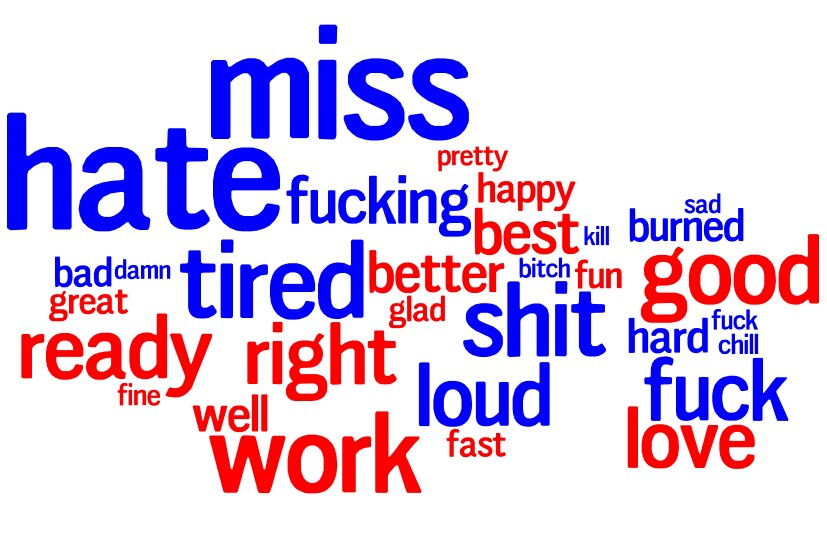 miss
hate
pretty
fucking
happy
sad
best
kill
burned
bad
damn
tired
better
bitch
fun
good
great
glad
shit
fuck
ready
right
hard
chill
fine
loud
fuck
well
work
fast
love